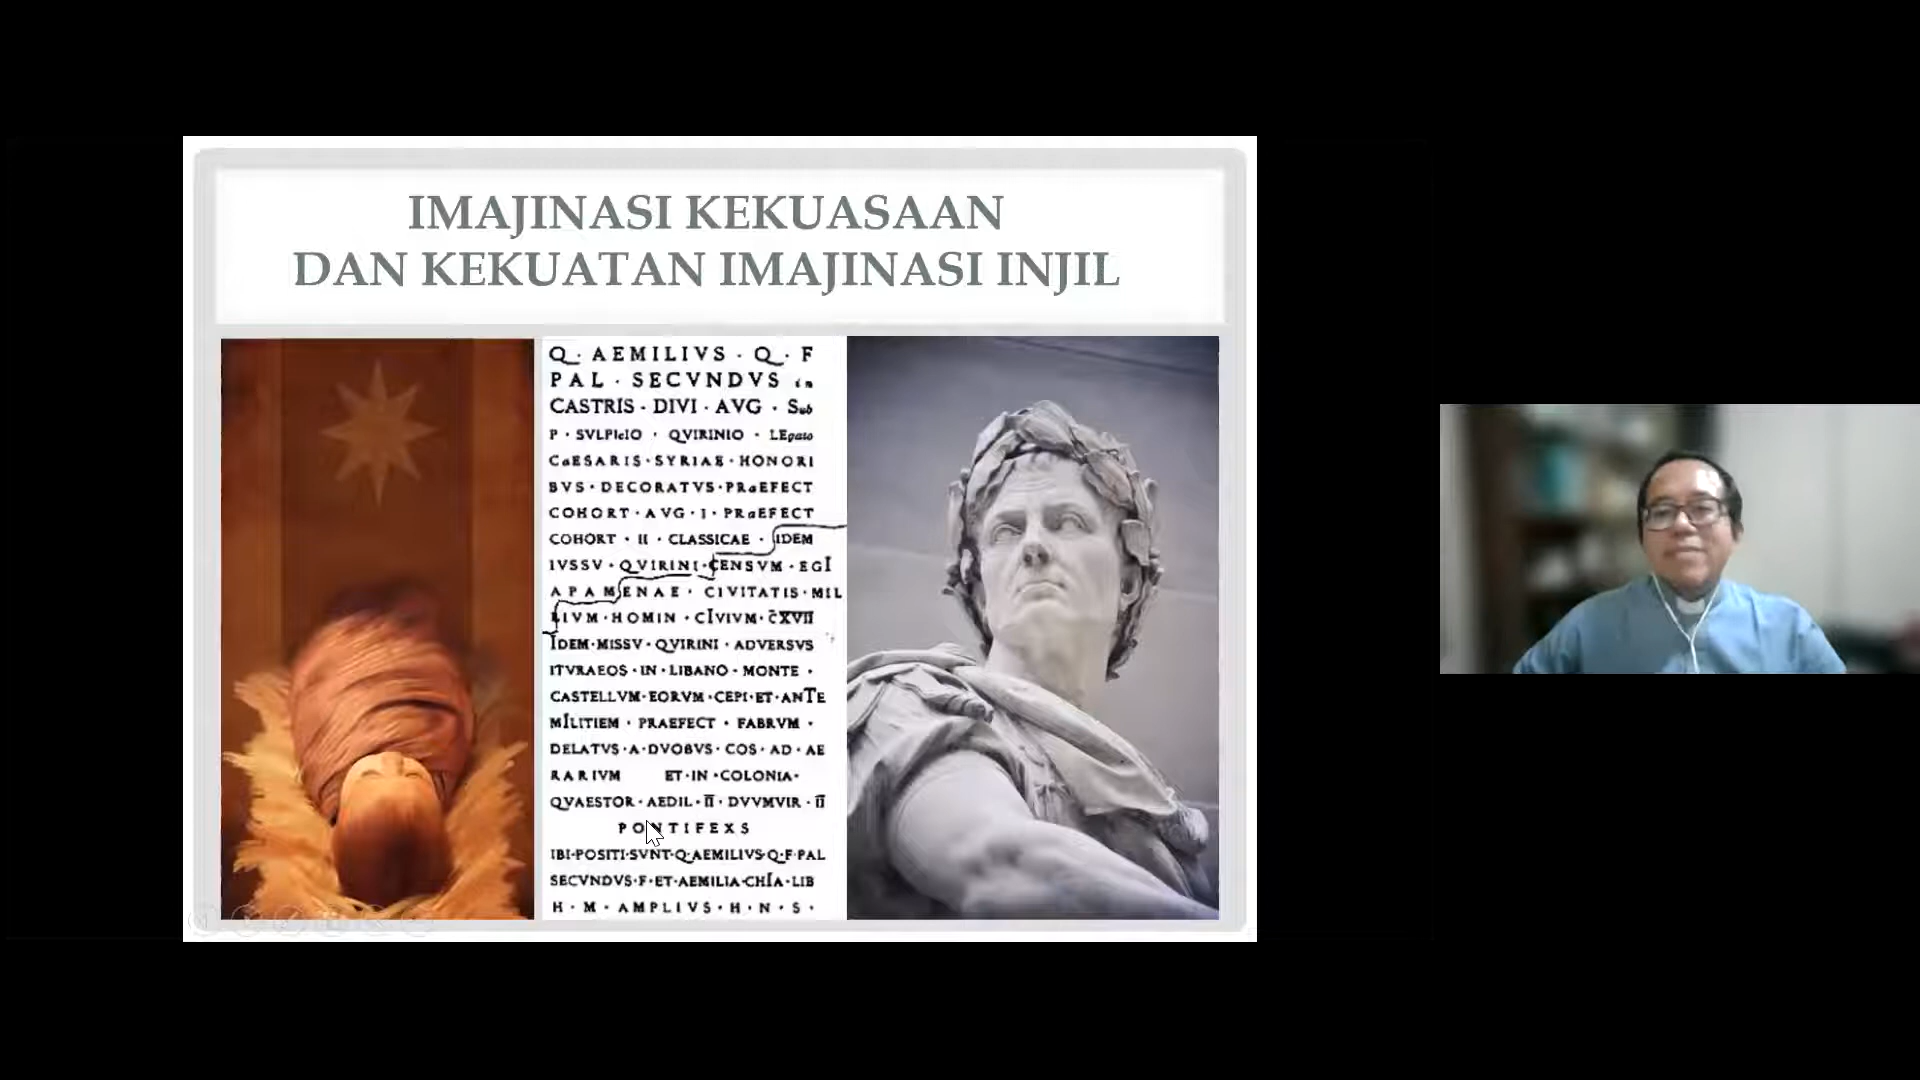 IMAJINASI KEKUASAAN
DAN KEKUATAN IMAJINASI INJIL
Q · AEMILIVS · Q · F
PAL · SECVNDVS in
CASTRIS · DIVI · AVG · Sub
P · SVLPIcIO · QVIRINIO · LEgato
CaESARIS · SYRIAE · HONORI
BVS · DECORATVS · PRaEFECT
COHORT · AVG · I · PRaEFECT
COHORT · II · CLASSICAE · IDEM
IVSSV · QVIRINI · CENSVM · EGI
APAMENAE · CIVITATIS · MIL
LIVM · HOMIN · CIVIVM · CXVII
IDEM · MISSV · QVIRINI · ADVERSVS
ITVRAEOS · IN · LIBANO · MONTE ·
CASTELLVM · EORVM · CEPI · ET · ANTE
MILITIEM · PRAEFECT · FABRVM ·
DELATVS · A · DVOBVS · COS · AD · AE
RARIVM ET · IN · COLONIA ·
QVAESTOR · AEDIL · II · DVVMVIR · II
PONTIFEXS
IBI · POSITI · SVNT · Q · AEMILIVS · Q · F · PAL
SECVNDVS · F · ET · AEMILIA · CHIA · LIB
H · M · AMPLIVS · H · N · S ·